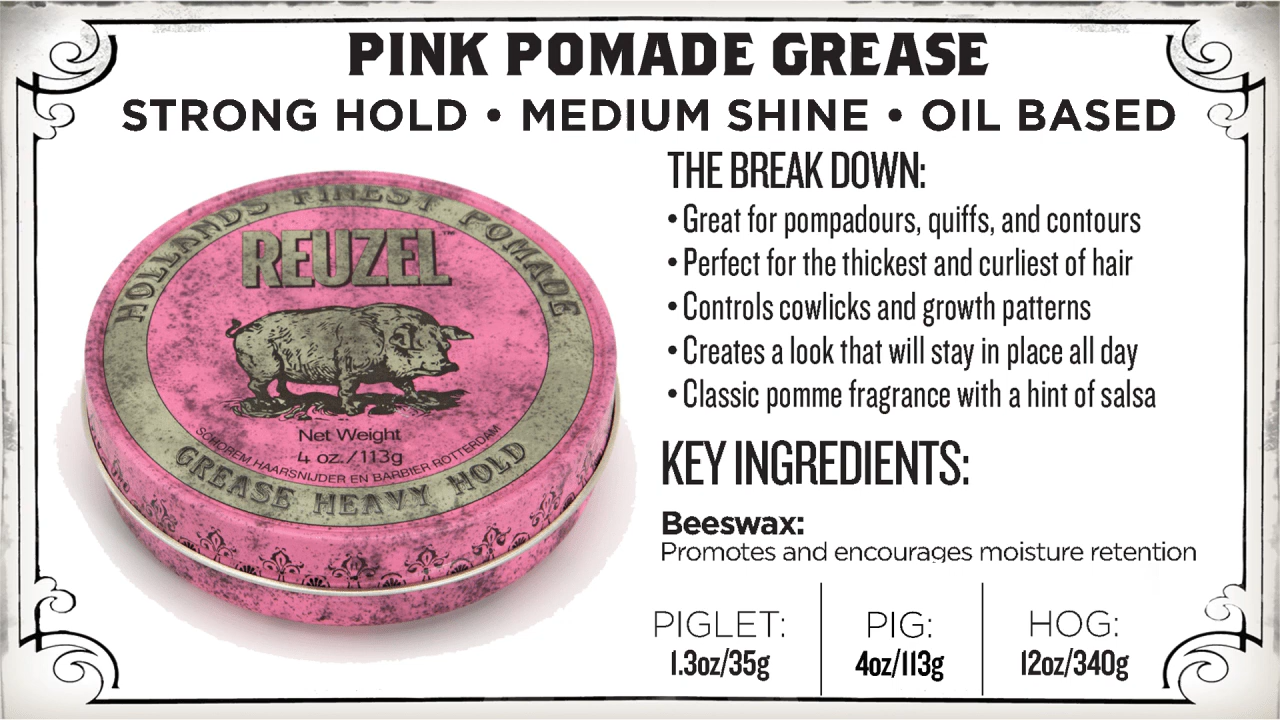 PINK POMADE GREASE
STRONG HOLD • MEDIUM SHINE • OIL BASED
HOLLANDS FINEST POMADE
REUZEL™
Net Weight
4 oz./113g
SCHOREM HAARSNIJDER EN BARBIER ROTTERDAM
GREASE HEAVY HOLD
THE BREAK DOWN:
• Great for pompadours, quiffs, and contours
• Perfect for the thickest and curliest of hair
• Controls cowlicks and growth patterns
• Creates a look that will stay in place all day
• Classic pomme fragrance with a hint of salsa
KEY INGREDIENTS:
Beeswax:
Promotes and encourages moisture retention
PIGLET:
1.3oz/35g
PIG:
4oz/113g
HOG:
12oz/340g